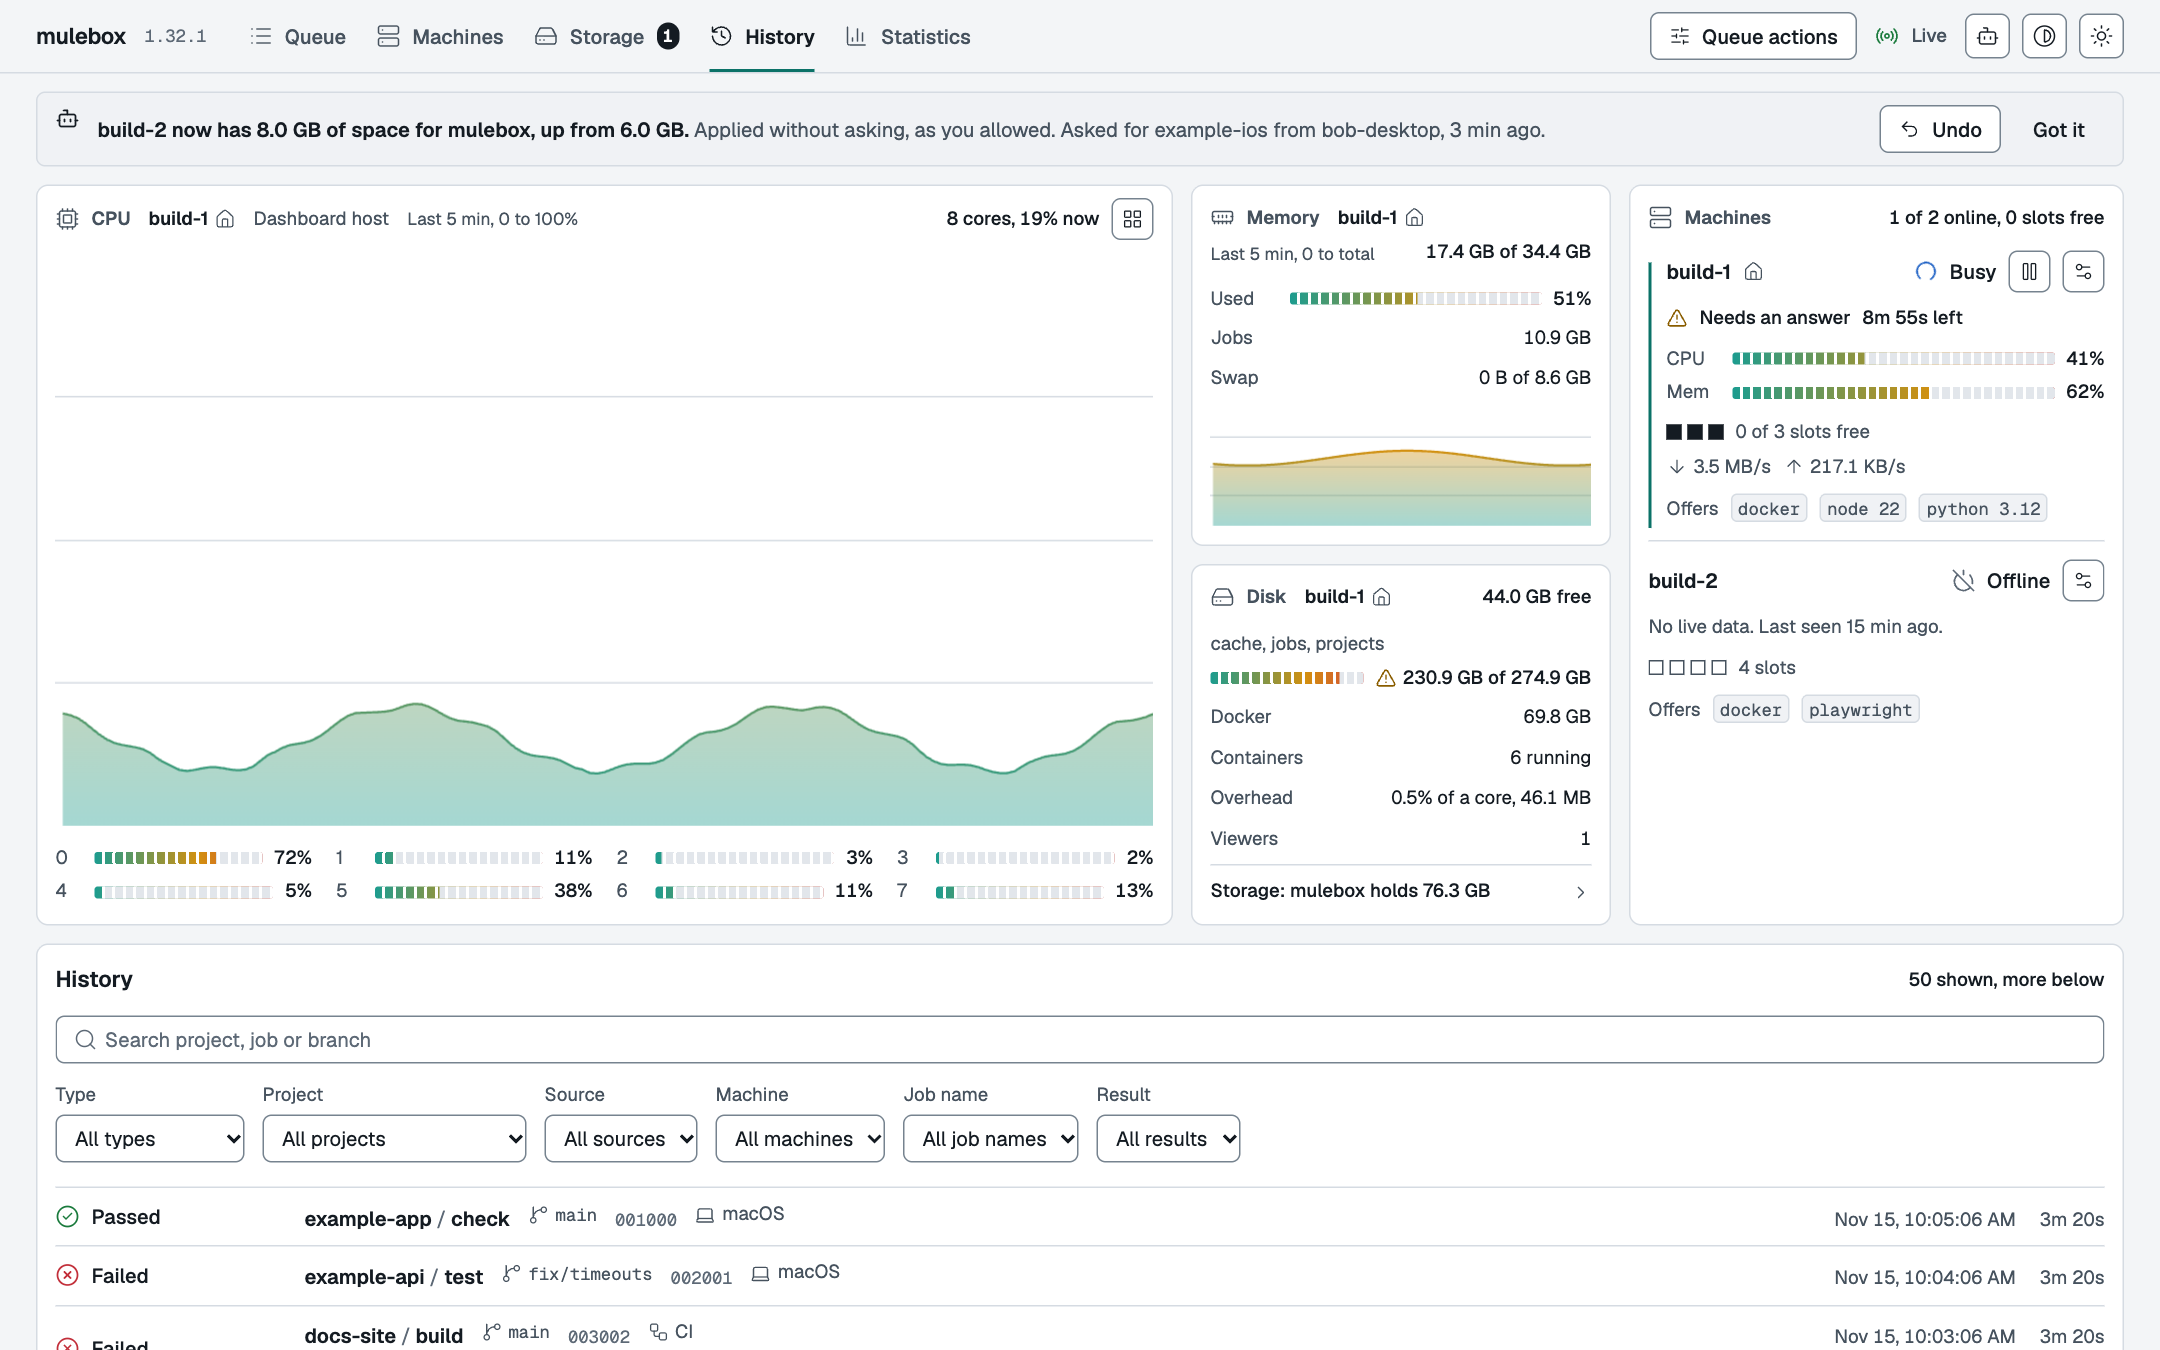 mulebox 1.32.1 Queue Machines Storage 1 History Statistics Queue actions Live
build-2 now has 8.0 GB of space for mulebox, up from 6.0 GB. Applied without asking, as you allowed. Asked for example-ios from bob-desktop, 3 min ago. Undo Got it
CPU build-1 Dashboard host Last 5 min, 0 to 100% 8 cores, 19% now
0 72% 1 11% 2 3% 3 2%
4 5% 5 38% 6 11% 7 13%
Memory build-1
Last 5 min, 0 to total 17.4 GB of 34.4 GB
Used 51%
Jobs 10.9 GB
Swap 0 B of 8.6 GB
Disk build-1 44.0 GB free
cache, jobs, projects
230.9 GB of 274.9 GB
Docker 69.8 GB
Containers 6 running
Overhead 0.5% of a core, 46.1 MB
Viewers 1
Storage: mulebox holds 76.3 GB
Machines 1 of 2 online, 0 slots free
build-1 Busy
Needs an answer 8m 55s left
CPU 41%
Mem 62%
0 of 3 slots free
3.5 MB/s 217.1 KB/s
Offers docker node 22 python 3.12
build-2 Offline
No live data. Last seen 15 min ago.
4 slots
Offers docker playwright
History 50 shown, more below
Search project, job or branch
Type Project Source Machine Job name Result
All types All projects All sources All machines All job names All results
Passed example-app / check main 001000 macOS Nov 15, 10:05:06 AM 3m 20s
Failed example-api / test fix/timeouts 002001 macOS Nov 15, 10:04:06 AM 3m 20s
Failed docs-site / build main 003002 CI Nov 15, 10:03:06 AM 3m 20s